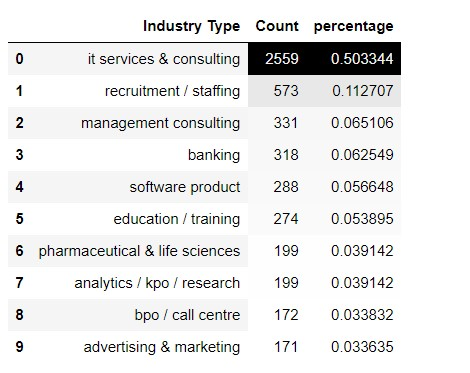 Industry Type Count percentage
0 it services & consulting 2559 0.503344
1 recruitment / staffing 573 0.112707
2 management consulting 331 0.065106
3 banking 318 0.062549
4 software product 288 0.056648
5 education / training 274 0.053895
6 pharmaceutical & life sciences 199 0.039142
7 analytics / kpo / research 199 0.039142
8 bpo / call centre 172 0.033832
9 advertising & marketing 171 0.033635